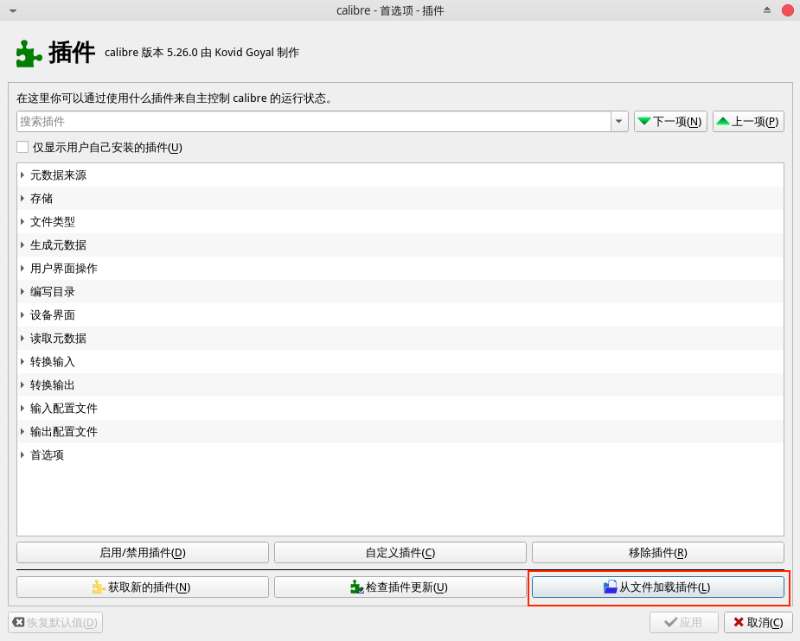 calibre - 首选项 - 插件
插件 calibre 版本 5.26.0 由 Kovid Goyal 制作
在这里你可以通过使用什么插件来自主控制 calibre 的运行状态。
搜索插件 下一项(N) 上一项(P)
仅显示用户自己安装的插件(U)
元数据来源
存储
文件类型
生成元数据
用户界面操作
编写目录
设备界面
读取元数据
转换输入
转换输出
输入配置文件
输出配置文件
首选项
启用/禁用插件(D) 自定义插件(C) 移除插件(R)
获取新的插件(N) 检查插件更新(U) 从文件加载插件(L)
恢复默认值(D) 应用 取消(C)